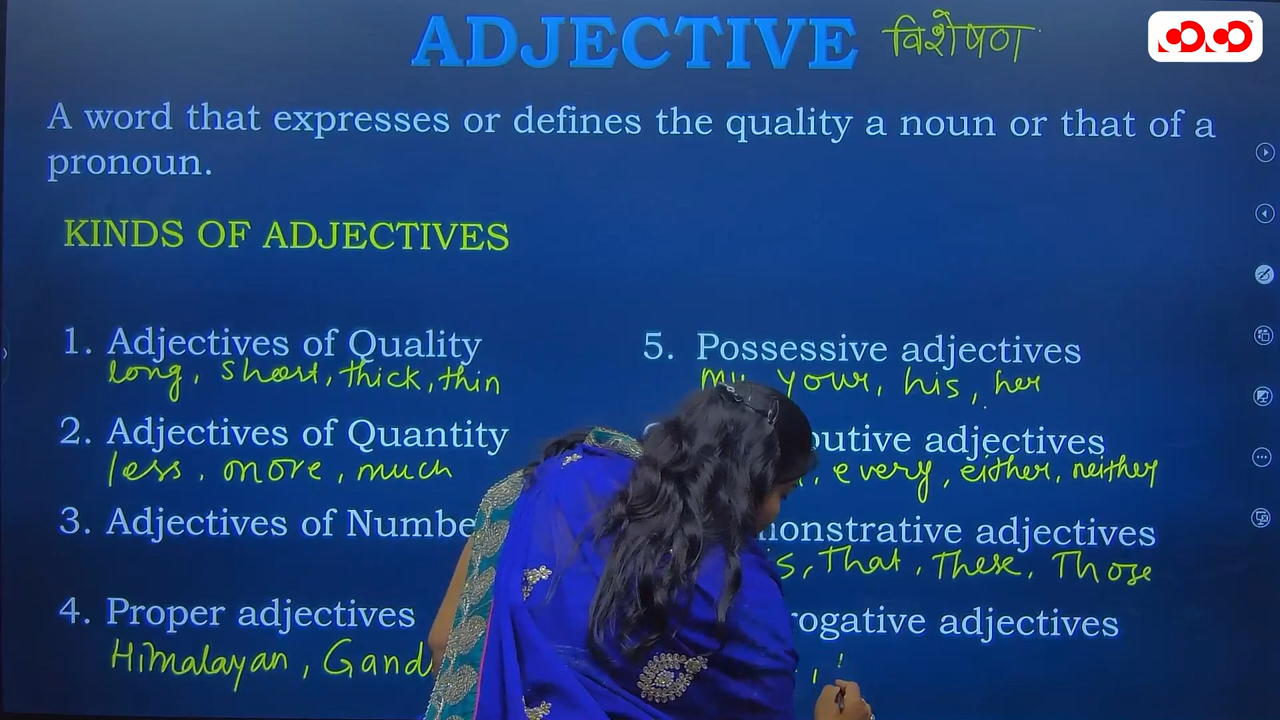 ADJECTIVE विशेषण
A word that expresses or defines the quality a noun or that of a
pronoun.
KINDS OF ADJECTIVES
1. Adjectives of Quality
long, short, thick, thin
2. Adjectives of Quantity
less, more, much
3. Adjectives of Numbe
4. Proper adjectives
Himalayan, Gand
5. Possessive adjectives
my, your, his, her
butive adjectives
, every, either, neither
monstrative adjectives
s, That, These, Those
rogative adjectives